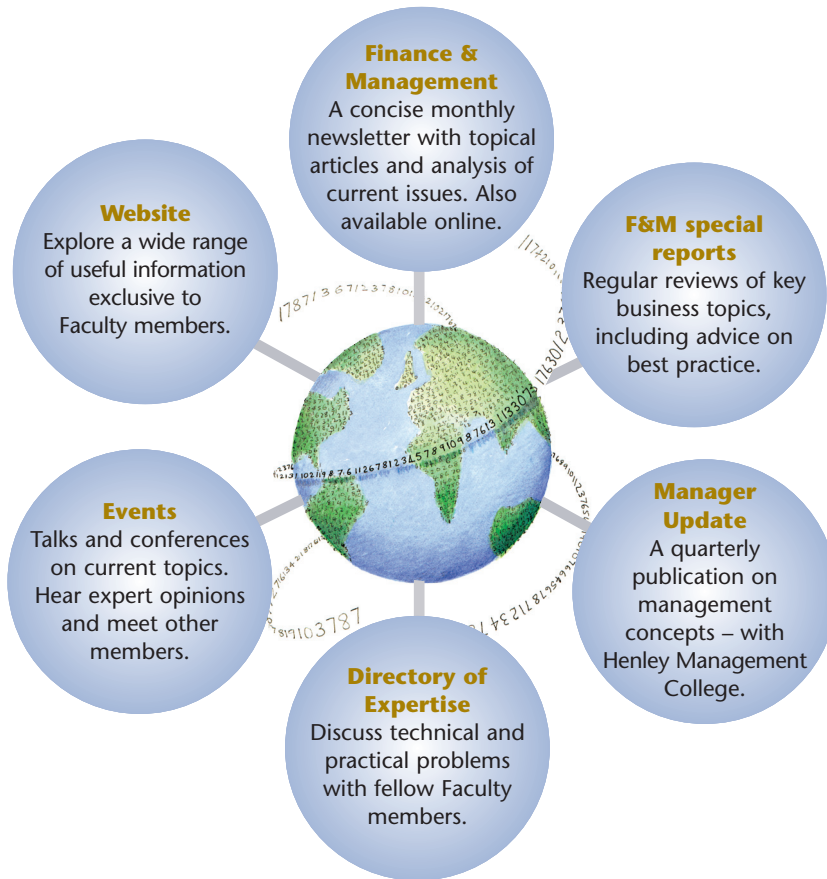 Finance &
Management
A concise monthly
newsletter with topical
articles and analysis of
current issues. Also
available online.
F&M special
reports
Regular reviews of key
business topics,
including advice on
best practice.
Manager
Update
A quarterly
publication on
management
concepts – with
Henley Management
College.
Directory of
Expertise
Discuss technical and
practical problems
with fellow Faculty
members.
Events
Talks and conferences
on current topics.
Hear expert opinions
and meet other
members.
Website
Explore a wide range
of useful information
exclusive to
Faculty members.